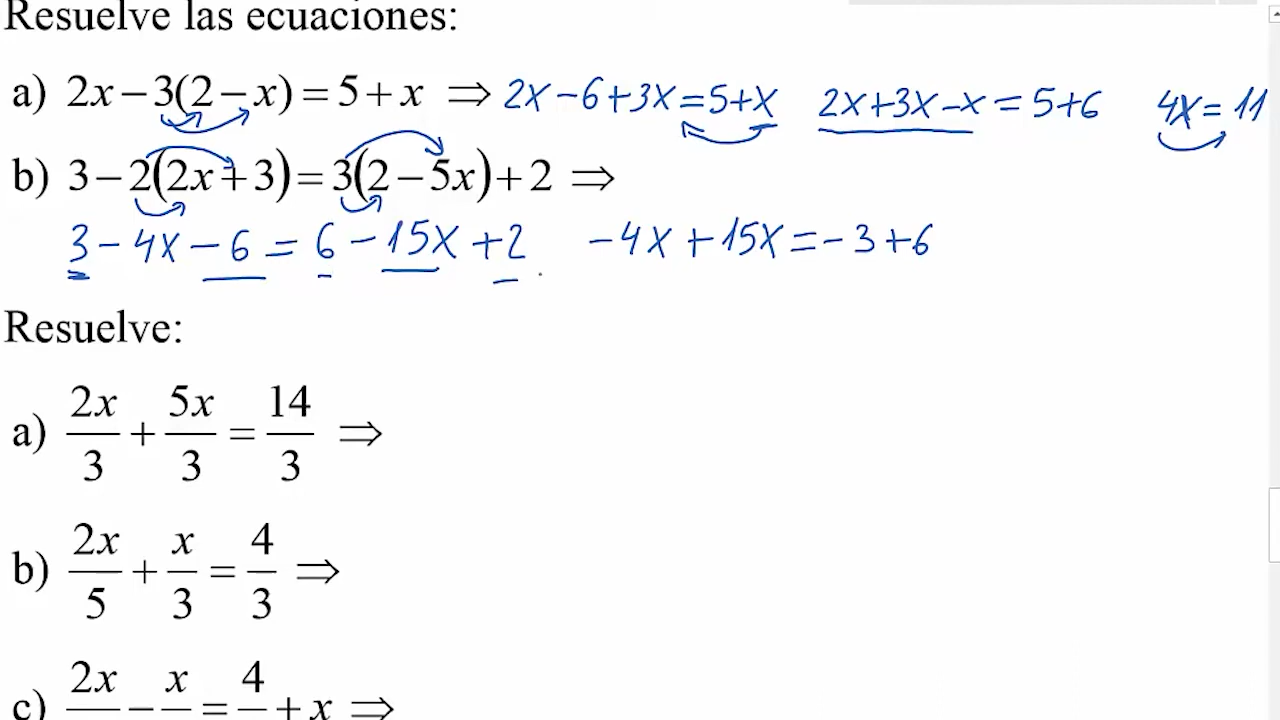 Resuelve las ecuaciones:
a) 2x − 3(2 − x) = 5 + x ⇒ 2x − 6 + 3x = 5 + x 2x + 3x − x = 5 + 6 4x = 11
b) 3 − 2(2x + 3) = 3(2 − 5x) + 2 ⇒
3 − 4x − 6 = 6 − 15x + 2 − 4x + 15x = − 3 + 6
Resuelve:
a) 2x/3 + 5x/3 = 14/3 ⇒
b) 2x/5 + x/3 = 4/3 ⇒
c) 2x − x = 4 + x ⇒